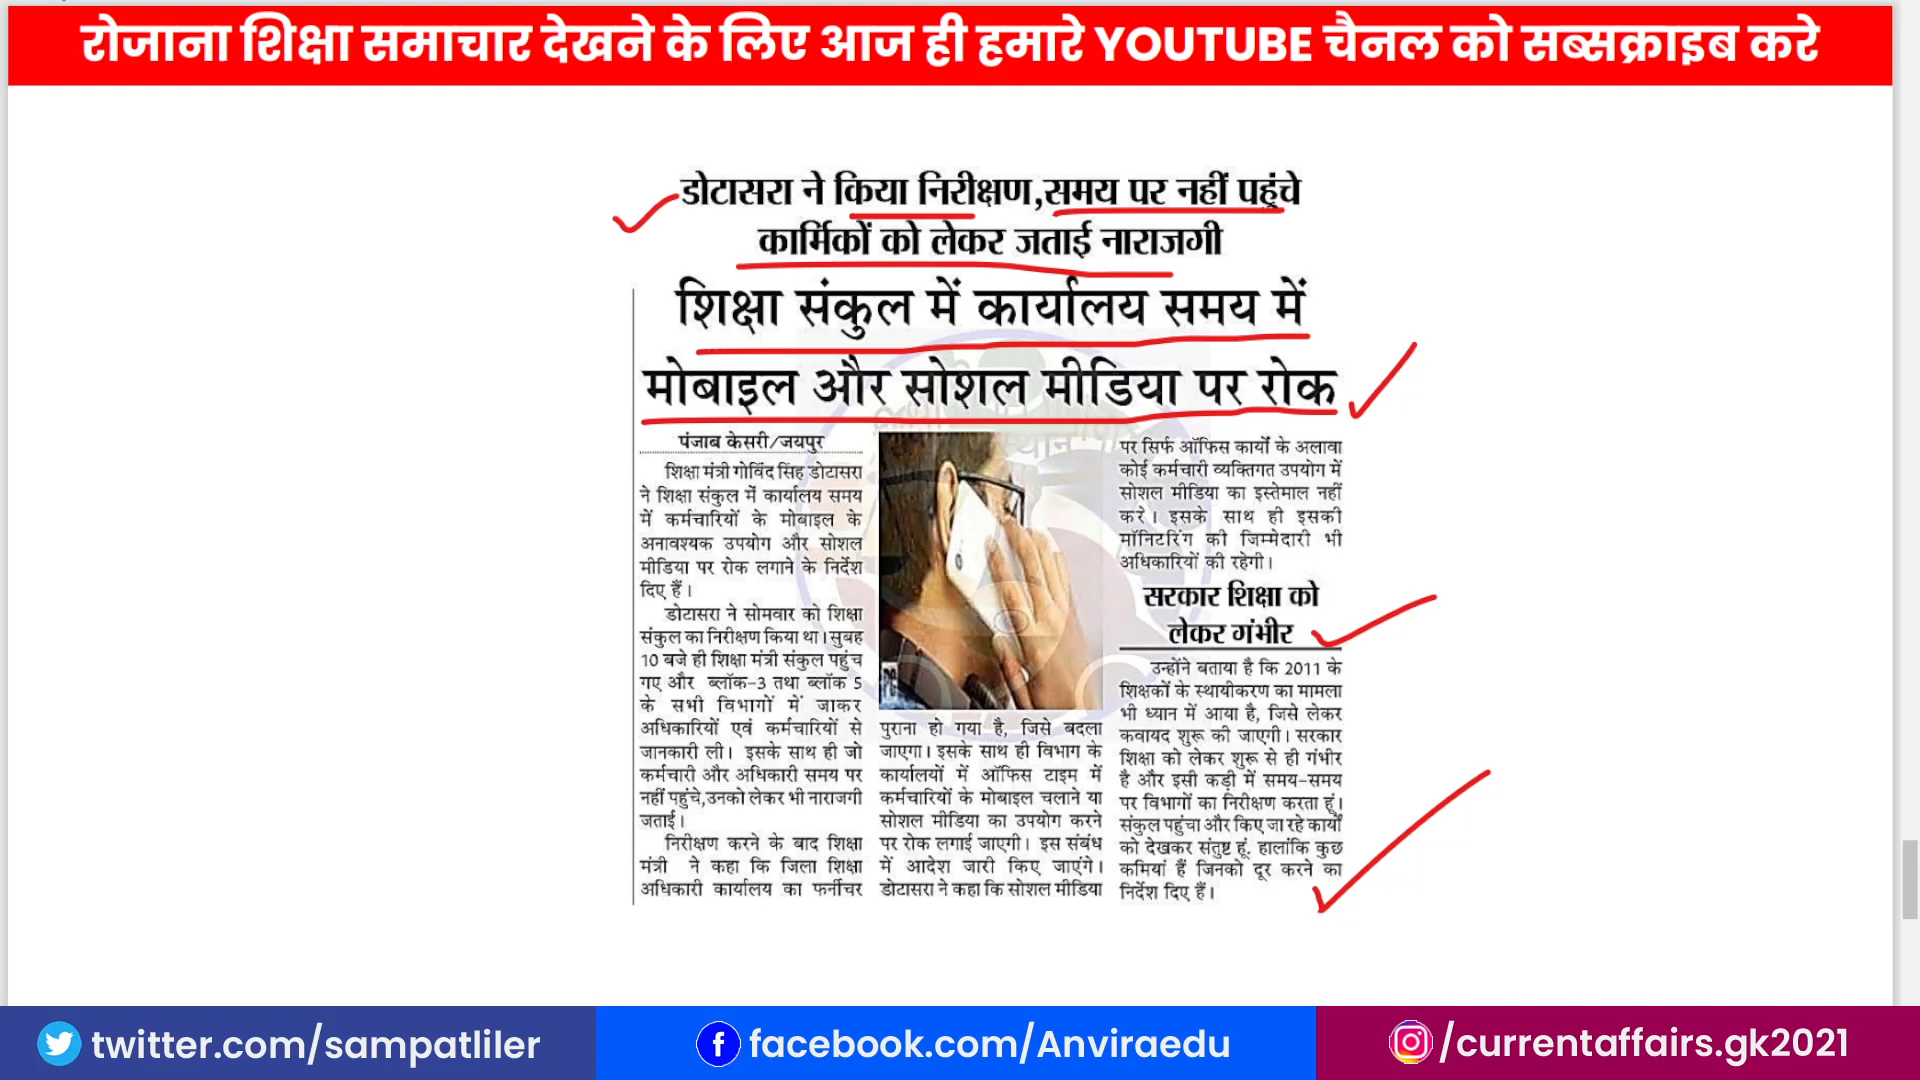 रोजाना शिक्षा समाचार देखने के लिए आज ही हमारे YOUTUBE चैनल को सब्सक्राइब करे
डोटासरा ने किया निरीक्षण,समय पर नहीं पहुंचे
कार्मिकों को लेकर जताई नाराजगी
शिक्षा संकुल में कार्यालय समय में
मोबाइल और सोशल मीडिया पर रोक
पंजाब केसरी/जयपुर
शिक्षा मंत्री गोविंद सिंह डोटासरा
ने शिक्षा संकुल में कार्यालय समय
में कर्मचारियों के मोबाइल के
अनावश्यक उपयोग और सोशल
मीडिया पर रोक लगाने के निर्देश
दिए हैं।
डोटासरा ने सोमवार को शिक्षा
संकुल का निरीक्षण किया था। सुबह
10 बजे ही शिक्षा मंत्री संकुल पहुंच
गए और ब्लॉक-3 तथा ब्लॉक 5
के सभी विभागों में जाकर
अधिकारियों एवं कर्मचारियों से
जानकारी ली। इसके साथ ही जो
कर्मचारी और अधिकारी समय पर
नहीं पहुंचे,उनको लेकर भी नाराजगी
जताई।
निरीक्षण करने के बाद शिक्षा
मंत्री ने कहा कि जिला शिक्षा
अधिकारी कार्यालय का फर्नीचर
पुराना हो गया है, जिसे बदला
जाएगा। इसके साथ ही विभाग के
कार्यालयों में ऑफिस टाइम में
कर्मचारियों के मोबाइल चलाने या
सोशल मीडिया का उपयोग करने
पर रोक लगाई जाएगी। इस संबंध
में आदेश जारी किए जाएंगे।
डोटासरा ने कहा कि सोशल मीडिया
पर सिर्फ ऑफिस कार्यों के अलावा
कोई कर्मचारी व्यक्तिगत उपयोग में
सोशल मीडिया का इस्तेमाल नहीं
करे। इसके साथ ही इसकी
मॉनिटरिंग की जिम्मेदारी भी
अधिकारियों की रहेगी।
सरकार शिक्षा को
लेकर गंभीर
उन्होंने बताया है कि 2011 के
शिक्षकों के स्थायीकरण का मामला
भी ध्यान में आया है, जिसे लेकर
कवायद शुरू की जाएगी। सरकार
शिक्षा को लेकर शुरू से ही गंभीर
है और इसी कड़ी में समय-समय
पर विभागों का निरीक्षण करता हूं।
संकुल पहुंचा और किए जा रहे कार्यों
को देखकर संतुष्ट हूं. हालांकि कुछ
कमियां हैं जिनको दूर करने का
निर्देश दिए हैं।
twitter.com/sampatliler
facebook.com/Anviraedu
/currentaffairs.gk2021